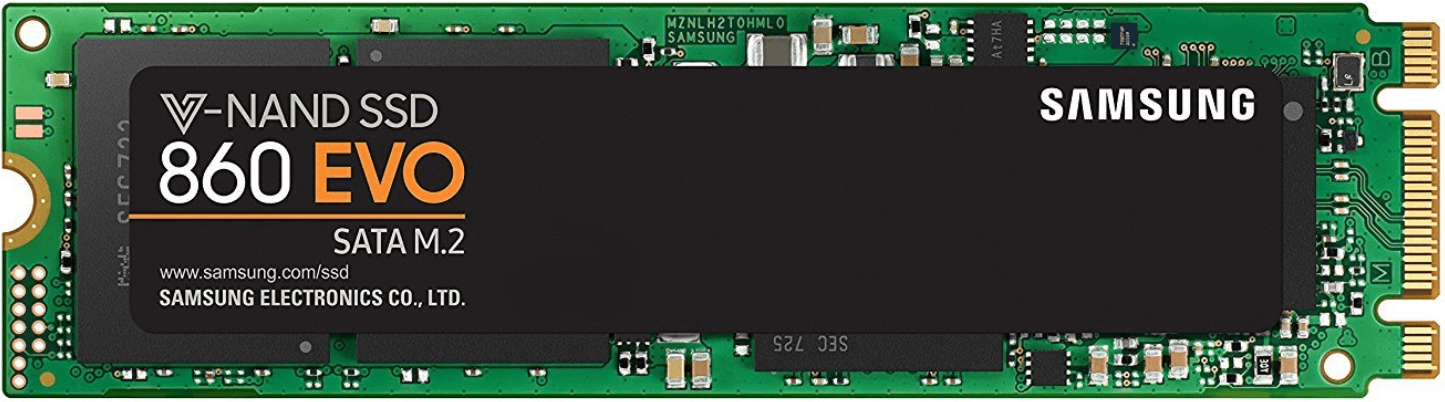 MZNLH2T0HML0
SAMSUNG
At7HA
B
V-NAND SSD
SAMSUNG
860 EVO
SATA M.2
www.samsung.com/ssd
SAMSUNG ELECTRONICS CO., LTD.
M
SEC 725